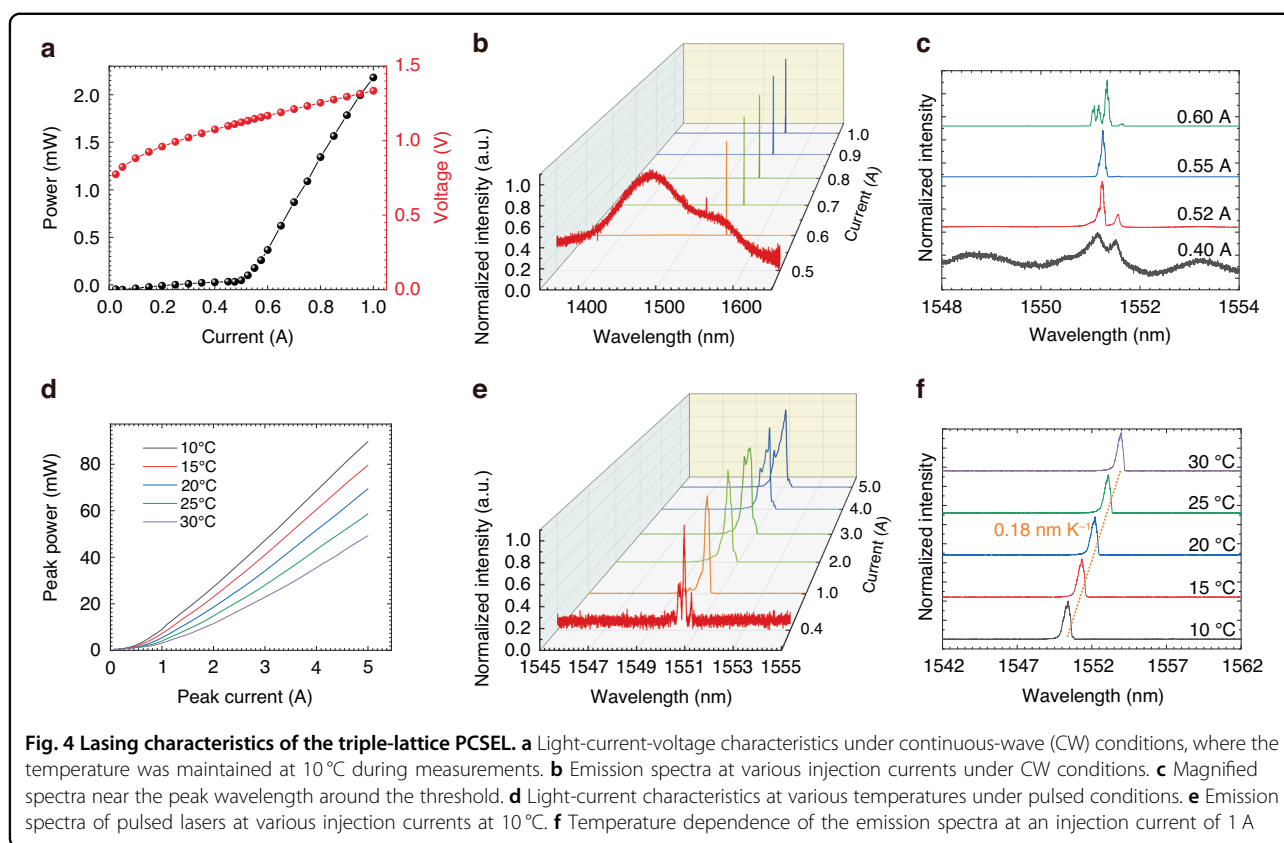 a
2.0
1.5
1.0
0.5
0.0
Power (mW)
1.5
1.0
0.5
0.0
Voltage (V)
0.0 0.2 0.4 0.6 0.8 1.0
Current (A)
b
1.0
0.8
0.6
0.4
0.2
0.0
Normalized intensity (a.u.)
1400 1500 1600
Wavelength (nm)
1.0
0.9
0.8
0.7
0.6
0.5
Current (A)
c
Normalized intensity
0.60 A
0.55 A
0.52 A
0.40 A
1548 1550 1552 1554
Wavelength (nm)
d
80
60
40
20
0
Peak power (mW)
10°C
15°C
20°C
25°C
30°C
0 1 2 3 4 5
Peak current (A)
e
1.0
0.8
0.6
0.4
0.2
0.0
Normalized intensity (a.u.)
1545 1547 1549 1551 1553 1555
Wavelength (nm)
5.0
4.0
3.0
2.0
1.0
0.4
Current (A)
f
Normalized intensity
30 °C
25 °C
0.18 nm K⁻¹
20 °C
15 °C
10 °C
1542 1547 1552 1557 1562
Wavelength (nm)
Fig. 4 Lasing characteristics of the triple-lattice PCSEL. a Light-current-voltage characteristics under continuous-wave (CW) conditions, where the
temperature was maintained at 10 °C during measurements. b Emission spectra at various injection currents under CW conditions. c Magnified
spectra near the peak wavelength around the threshold. d Light-current characteristics at various temperatures under pulsed conditions. e Emission
spectra of pulsed lasers at various injection currents at 10 °C. f Temperature dependence of the emission spectra at an injection current of 1 A